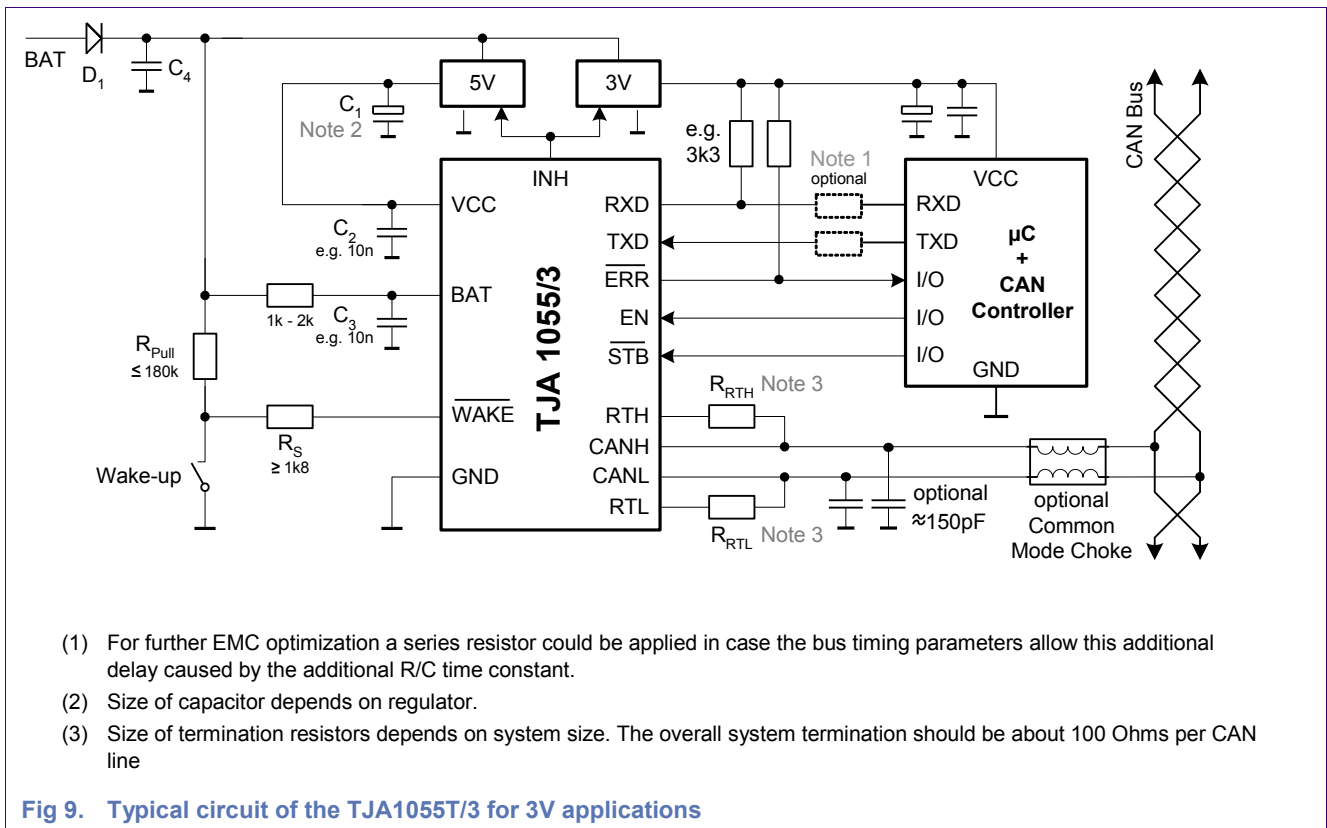 BAT
D1
C4
5V
3V
C1
Note 2
e.g.
3k3
Note 1
optional
CAN Bus
INH
VCC
RXD
RXD
VCC
C2
e.g. 10n
TXD
TXD
µC
+
CAN
Controller
ERR
I/O
BAT
1k - 2k
C3
e.g. 10n
TJA 1055/3
EN
I/O
RPull
≤ 180k
STB
I/O
GND
RRTH Note 3
WAKE
RTH
RS
≥ 1k8
CANH
Wake-up
GND
CANL
RTL
RRTL Note 3
optional
≈150pF
optional
Common
Mode Choke
(1) For further EMC optimization a series resistor could be applied in case the bus timing parameters allow this additional
delay caused by the additional R/C time constant.
(2) Size of capacitor depends on regulator.
(3) Size of termination resistors depends on system size. The overall system termination should be about 100 Ohms per CAN
line
Fig 9. Typical circuit of the TJA1055T/3 for 3V applications